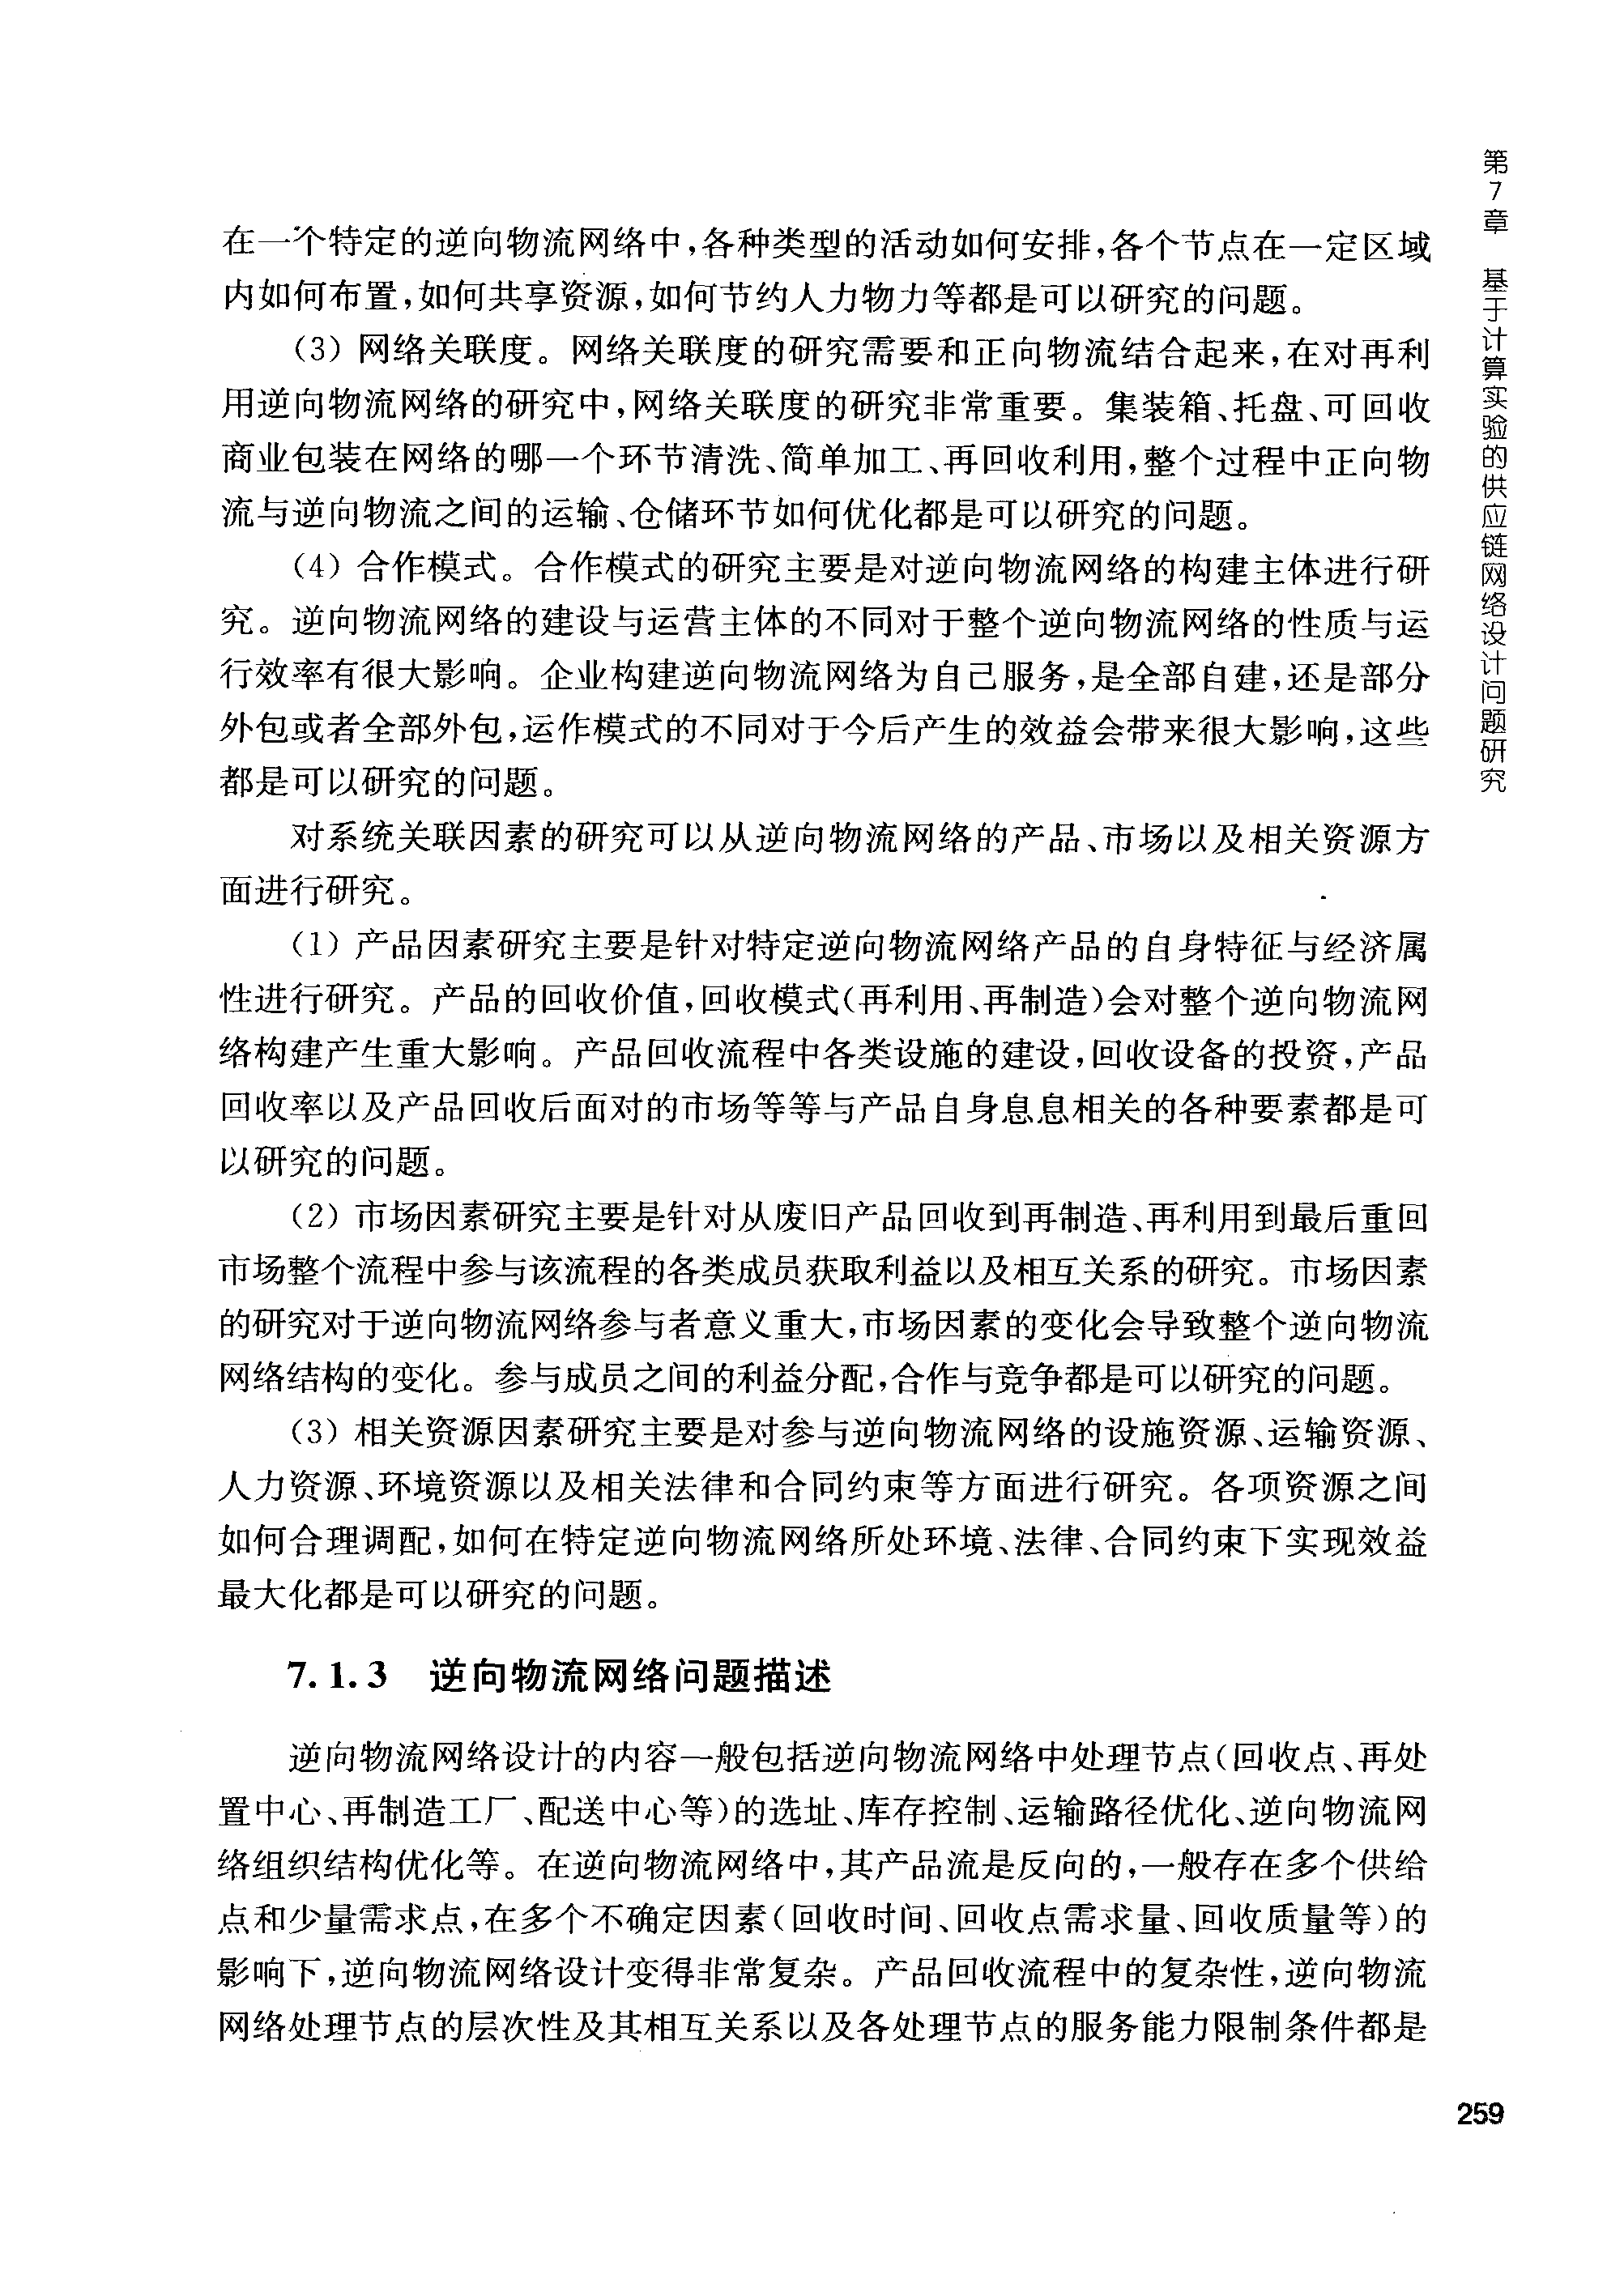 第7章 基于计算实验的供应链网络设计问题研究
在一个特定的逆向物流网络中,各种类型的活动如何安排,各个节点在一定区域
内如何布置,如何共享资源,如何节约人力物力等都是可以研究的问题。
(3) 网络关联度。网络关联度的研究需要和正向物流结合起来,在对再利
用逆向物流网络的研究中,网络关联度的研究非常重要。集装箱、托盘、可回收
商业包装在网络的哪一个环节清洗、简单加工、再回收利用,整个过程中正向物
流与逆向物流之间的运输、仓储环节如何优化都是可以研究的问题。
(4) 合作模式。合作模式的研究主要是对逆向物流网络的构建主体进行研
究。逆向物流网络的建设与运营主体的不同对于整个逆向物流网络的性质与运
行效率有很大影响。企业构建逆向物流网络为自己服务,是全部自建,还是部分
外包或者全部外包,运作模式的不同对于今后产生的效益会带来很大影响,这些
都是可以研究的问题。
对系统关联因素的研究可以从逆向物流网络的产品、市场以及相关资源方
面进行研究。
(1) 产品因素研究主要是针对特定逆向物流网络产品的自身特征与经济属
性进行研究。产品的回收价值,回收模式(再利用、再制造)会对整个逆向物流网
络构建产生重大影响。产品回收流程中各类设施的建设,回收设备的投资,产品
回收率以及产品回收后面对的市场等等与产品自身息息相关的各种要素都是可
以研究的问题。
(2) 市场因素研究主要是针对从废旧产品回收到再制造、再利用到最后重回
市场整个流程中参与该流程的各类成员获取利益以及相互关系的研究。市场因素
的研究对于逆向物流网络参与者意义重大,市场因素的变化会导致整个逆向物流
网络结构的变化。参与成员之间的利益分配,合作与竞争都是可以研究的问题。
(3) 相关资源因素研究主要是对参与逆向物流网络的设施资源、运输资源、
人力资源、环境资源以及相关法律和合同约束等方面进行研究。各项资源之间
如何合理调配,如何在特定逆向物流网络所处环境、法律、合同约束下实现效益
最大化都是可以研究的问题。
7.1.3 逆向物流网络问题描述
逆向物流网络设计的内容一般包括逆向物流网络中处理节点(回收点、再处
置中心、再制造工厂、配送中心等)的选址、库存控制、运输路径优化、逆向物流网
络组织结构优化等。在逆向物流网络中,其产品流是反向的,一般存在多个供给
点和少量需求点,在多个不确定因素(回收时间、回收点需求量、回收质量等)的
影响下,逆向物流网络设计变得非常复杂。产品回收流程中的复杂性,逆向物流
网络处理节点的层次性及其相互关系以及各处理节点的服务能力限制条件都是
259